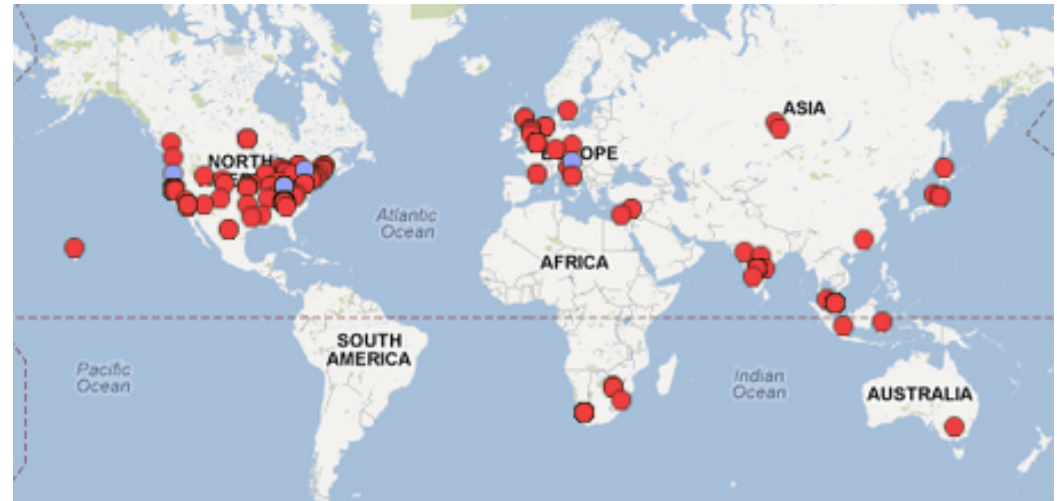 ASIA
NORTH
Atlantic
Ocean
AFRICA
SOUTH
AMERICA
Pacific
Ocean
Indian
Ocean
AUSTRALIA